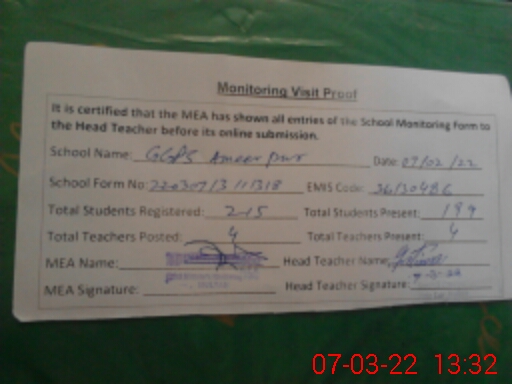 Monitoring Visit Proof
It is certified that the MEA has shown all entries of the School Monitoring Form to
the Head Teacher before its online submission.
School Name: GGPS Ameer pur Date: 07/02/22
School Form No: EMIS Code: 36130486
Total Students Registered: 215 Total Students Present: 199
Total Teachers Posted: 4 Total Teachers Present: 4
MEA Name: Head Teacher Name:
MEA Signature: Head Teacher Signature:
07-03-22 13:32